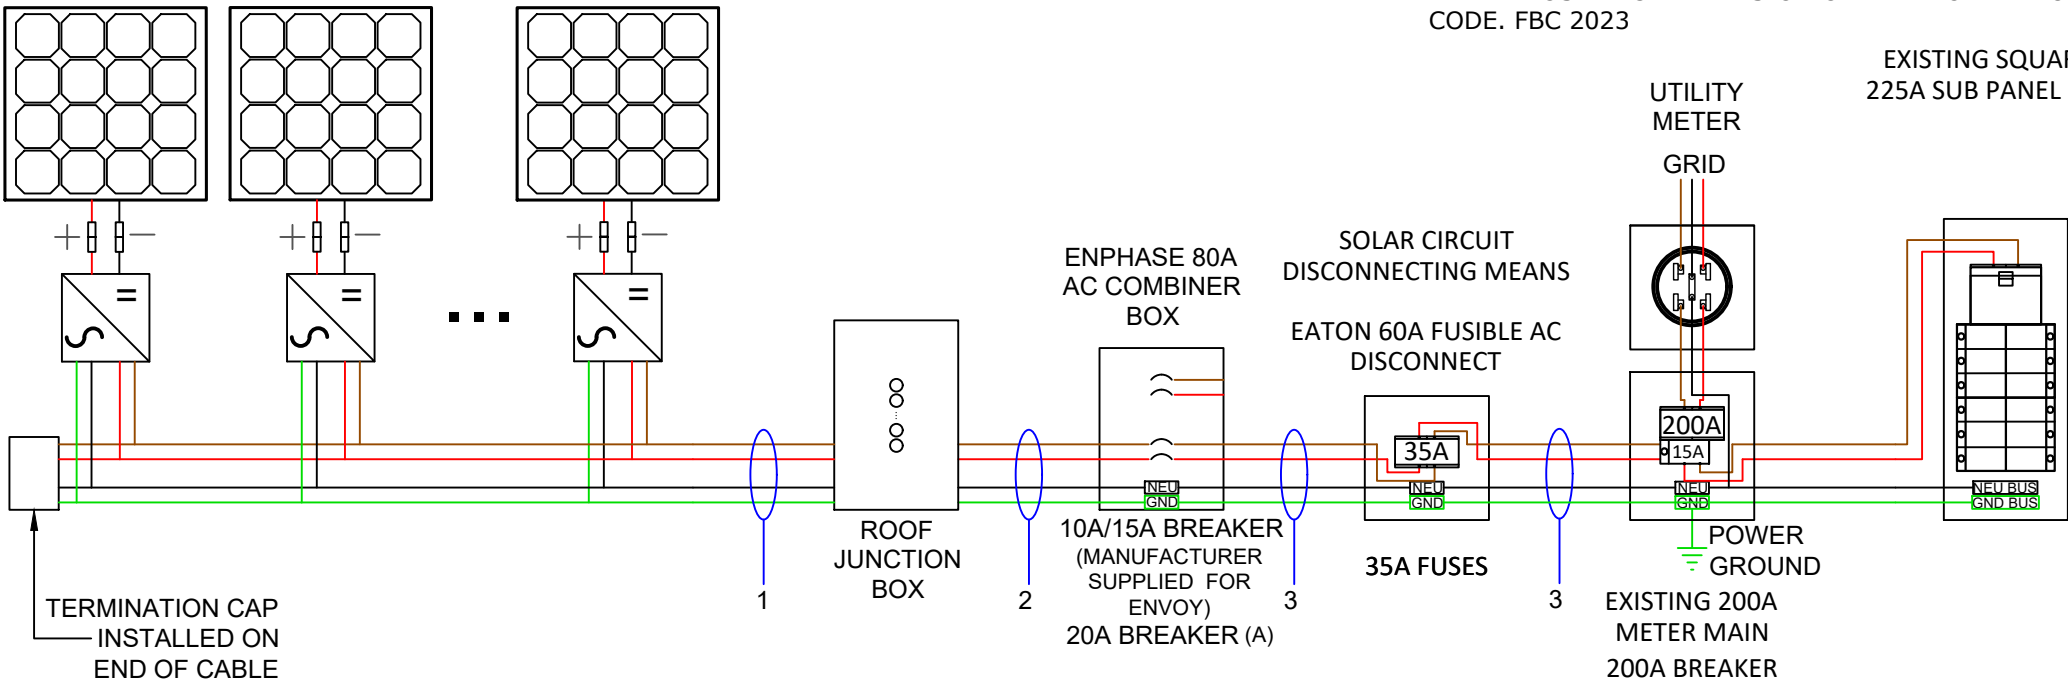 CODE. FBC 2023
EXISTING SQUAR
225A SUB PANEL
UTILITY
METER
GRID
SOLAR CIRCUIT
DISCONNECTING MEANS
EATON 60A FUSIBLE AC
DISCONNECT
ENPHASE 80A
AC COMBINER
BOX
200A
15A
35A
NEU
GND
NEU
GND
NEU
GND
NEU BUS
GND BUS
ROOF
JUNCTION
BOX
10A/15A BREAKER
(MANUFACTURER
SUPPLIED FOR
ENVOY)
20A BREAKER (A)
35A FUSES
POWER
GROUND
EXISTING 200A
METER MAIN
200A BREAKER
1
2
3
3
TERMINATION CAP
INSTALLED ON
END OF CABLE